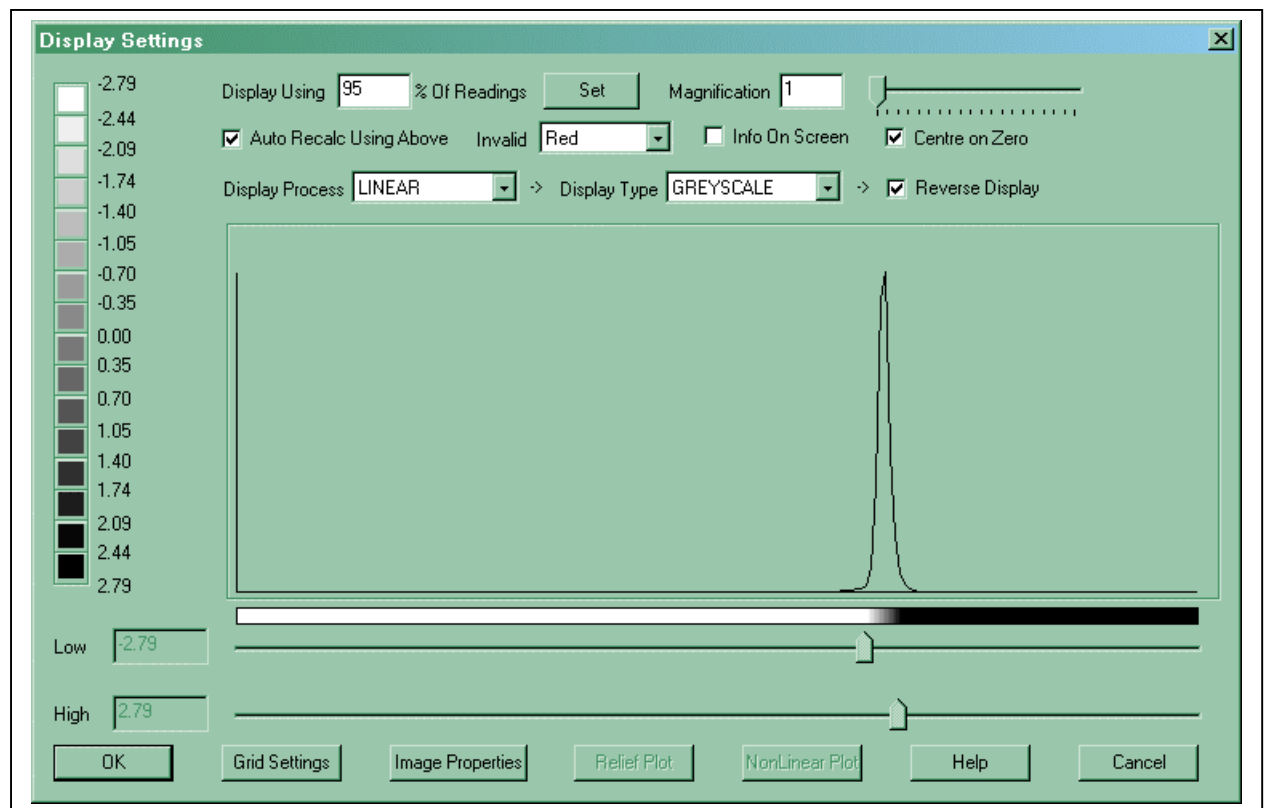 Display Settings
Display Using 95 % Of Readings Set Magnification 1
Auto Recalc Using Above Invalid Red Info On Screen Centre on Zero
Display Process LINEAR -> Display Type GREYSCALE -> Reverse Display
-2.79
-2.44
-2.09
-1.74
-1.40
-1.05
-0.70
-0.35
0.00
0.35
0.70
1.05
1.40
1.74
2.09
2.44
2.79
Low -2.79
High 2.79
OK Grid Settings Image Properties Relief Plot NonLinear Plot Help Cancel